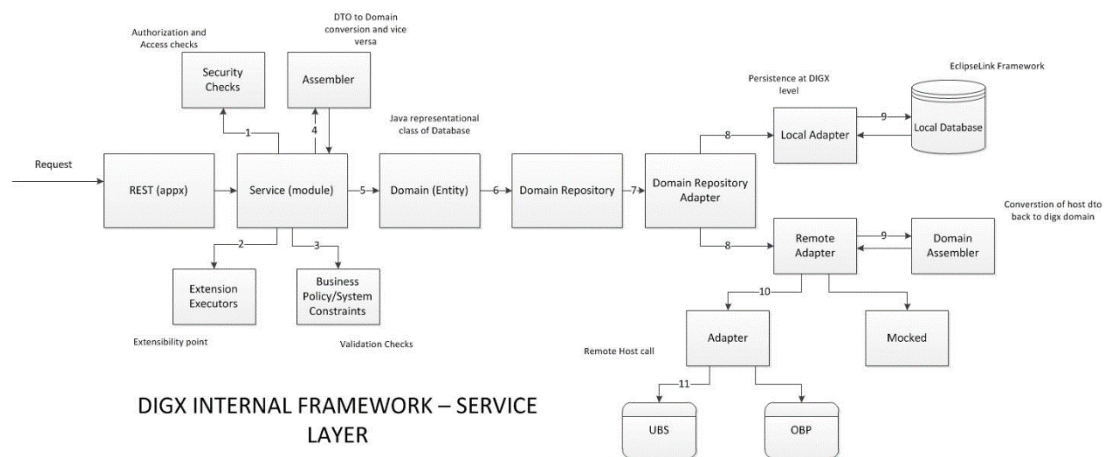 DTO to Domain
conversion and vice
versa
Authorization and
Access checks
EclipseLink Framework
Security
Checks
Assembler
Persistence at DIGX
level
Local Adapter
9
Local Database
1
4
Java representational
class of Database
8
Request
REST (appx)
Service (module)
5
Domain (Entity)
6
Domain Repository
7
Domain Repository
Adapter
Converstion of host dto
back to digx domain
8
Remote
Adapter
9
Domain
Assembler
2
3
Extension
Executors
Business
Policy/System
Constraints
10
Extensibility point
Validation Checks
Remote Host call
Adapter
Mocked
11
DIGX INTERNAL FRAMEWORK – SERVICE
LAYER
UBS
OBP